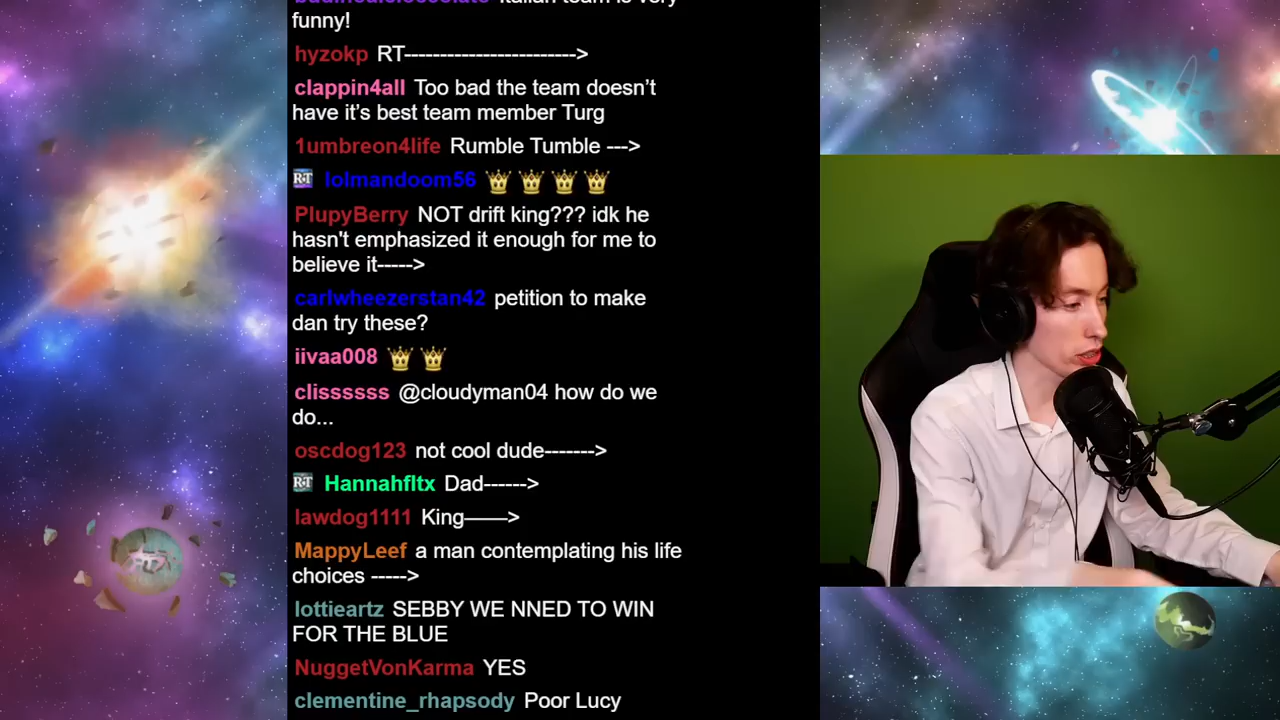 funny!
hyzokp RT------------------------>
clappin4all Too bad the team doesn’t
have it’s best team member Turg
1umbreon4life Rumble Tumble --->
RT lolmandoom56
PlupyBerry NOT drift king??? idk he
hasn't emphasized it enough for me to
believe it----->
carlwheezerstan42 petition to make
dan try these?
iivaa008
clissssss @cloudyman04 how do we
do...
oscdog123 not cool dude------->
RT Hannahfltx Dad------>
lawdog1111 King——>
MappyLeef a man contemplating his life
choices ----->
lottieartz SEBBY WE NNED TO WIN
FOR THE BLUE
NuggetVonKarma YES
clementine_rhapsody Poor Lucy